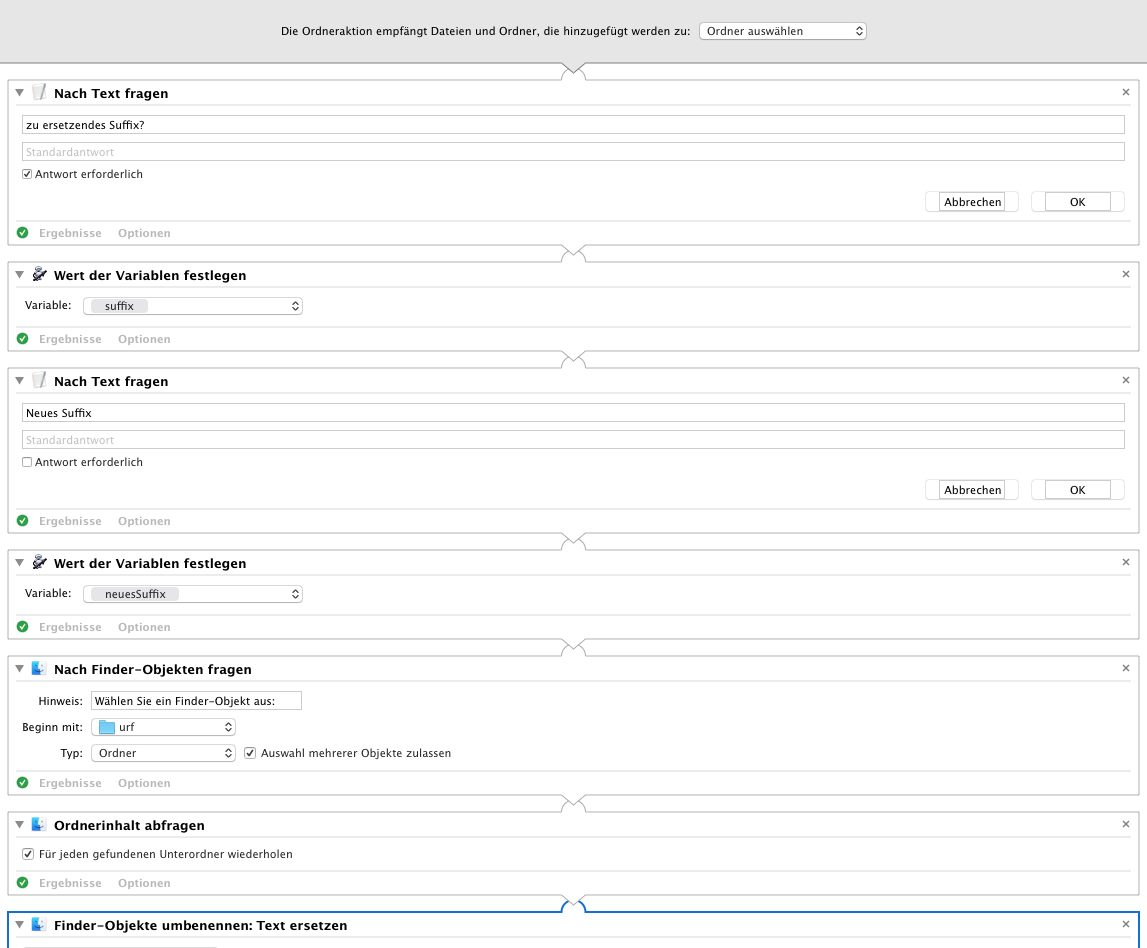 Die Ordneraktion empfängt Dateien und Ordner, die hinzugefügt werden zu: Ordner auswählen
Nach Text fragen
zu ersetzendes Suffix?
Standardantwort
Antwort erforderlich
Abbrechen OK
Ergebnisse Optionen
Wert der Variablen festlegen
Variable: suffix
Ergebnisse Optionen
Nach Text fragen
Neues Suffix
Standardantwort
Antwort erforderlich
Abbrechen OK
Ergebnisse Optionen
Wert der Variablen festlegen
Variable: neuesSuffix
Ergebnisse Optionen
Nach Finder-Objekten fragen
Hinweis: Wählen Sie ein Finder-Objekt aus:
Beginn mit: urf
Typ: Ordner Auswahl mehrerer Objekte zulassen
Ergebnisse Optionen
Ordnerinhalt abfragen
Für jeden gefundenen Unterordner wiederholen
Ergebnisse Optionen
Finder-Objekte umbenennen: Text ersetzen